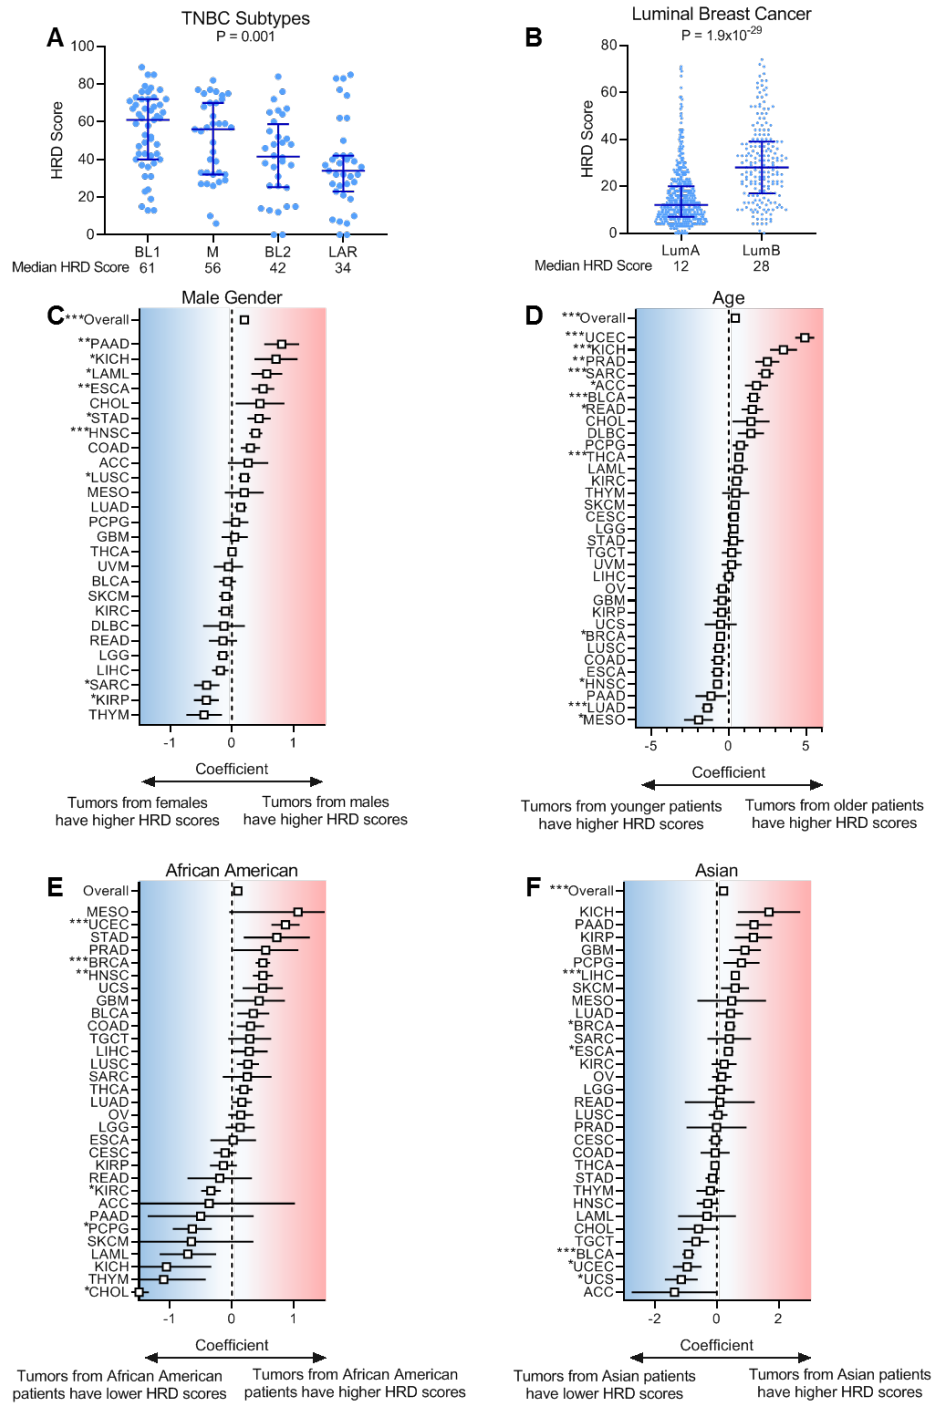 A
TNBC Subtypes
P = 0.001
HRD Score
100
80
60
40
20
0
BL1 M BL2 LAR
Median HRD Score 61 56 42 34
B
Luminal Breast Cancer
P = 1.9x10-29
HRD Score
80
60
40
20
0
LumA LumB
Median HRD Score 12 28
C
Male Gender
***Overall
**PAAD
*KICH
*LAML
**ESCA
CHOL
*STAD
***HNSC
COAD
ACC
*LUSC
MESO
LUAD
PCPG
GBM
THCA
UVM
BLCA
SKCM
KIRC
DLBC
READ
LGG
LIHC
*SARC
*KIRP
THYM
-1 0 1
Coefficient
Tumors from females
have higher HRD scores
Tumors from males
have higher HRD scores
D
Age
***Overall
***UCEC
***KICH
**PRAD
***SARC
*ACC
***BLCA
*READ
CHOL
DLBC
PCPG
***THCA
LAML
KIRC
THYM
SKCM
CESC
LGG
STAD
TGCT
UVM
LIHC
OV
GBM
KIRP
UCS
*BRCA
LUSC
COAD
ESCA
*HNSC
PAAD
***LUAD
*MESO
-5 0 5
Coefficient
Tumors from younger patients
have higher HRD scores
Tumors from older patients
have higher HRD scores
E
African American
Overall
MESO
***UCEC
STAD
PRAD
***BRCA
**HNSC
UCS
GBM
BLCA
COAD
TGCT
LIHC
LUSC
SARC
THCA
LUAD
OV
LGG
ESCA
CESC
KIRP
READ
*KIRC
ACC
PAAD
*PCPG
SKCM
LAML
KICH
THYM
*CHOL
-1 0 1
Coefficient
Tumors from African American
patients have lower HRD scores
Tumors from African American
patients have higher HRD scores
F
Asian
***Overall
KICH
PAAD
KIRP
GBM
PCPG
***LIHC
SKCM
MESO
LUAD
*BRCA
SARC
*ESCA
KIRC
OV
LGG
READ
LUSC
PRAD
CESC
COAD
THCA
STAD
THYM
HNSC
LAML
CHOL
TGCT
***BLCA
*UCEC
*UCS
ACC
-2 0 2
Coefficient
Tumors from Asian patients
have lower HRD scores
Tumors from Asian patients
have higher HRD scores